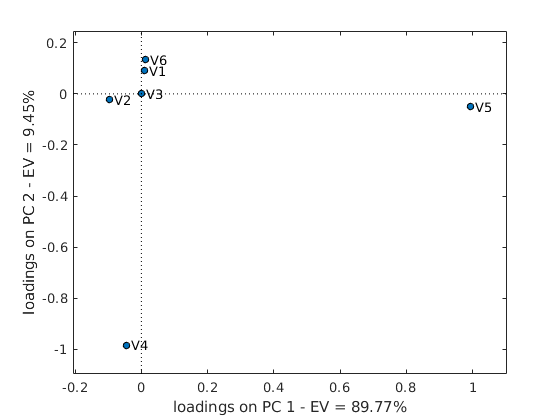 0.2
V6
V1
0
V3
V2
V5
-0.2
-0.4
-0.6
-0.8
V4
-1
-0.2 0 0.2 0.4 0.6 0.8 1
loadings on PC 1 - EV = 89.77%
loadings on PC 2 - EV = 9.45%